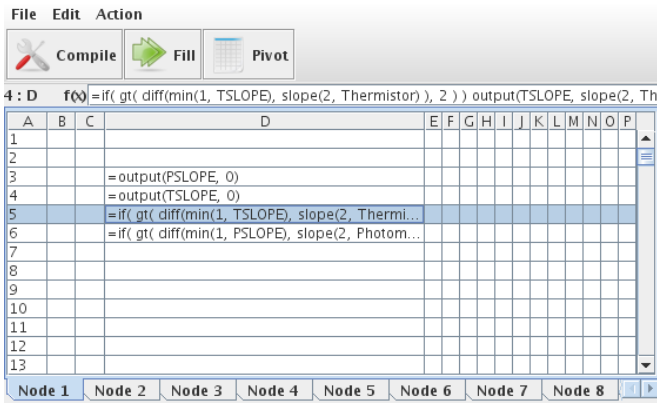 File Edit Action
Compile Fill Pivot
4 : D f(x) =if( gt( diff(min(1, TSLOPE), slope(2, Thermistor) ), 2 ) ) output(TSLOPE, slope(2, Th
A B C D E F G H I J K L M N O P
1
2
3 =output(PSLOPE, 0)
4 =output(TSLOPE, 0)
5 =if( gt( diff(min(1, TSLOPE), slope(2, Thermi...
6 =if( gt( diff(min(1, PSLOPE), slope(2, Photom...
7
8
9
10
11
12
13
Node 1 Node 2 Node 3 Node 4 Node 5 Node 6 Node 7 Node 8